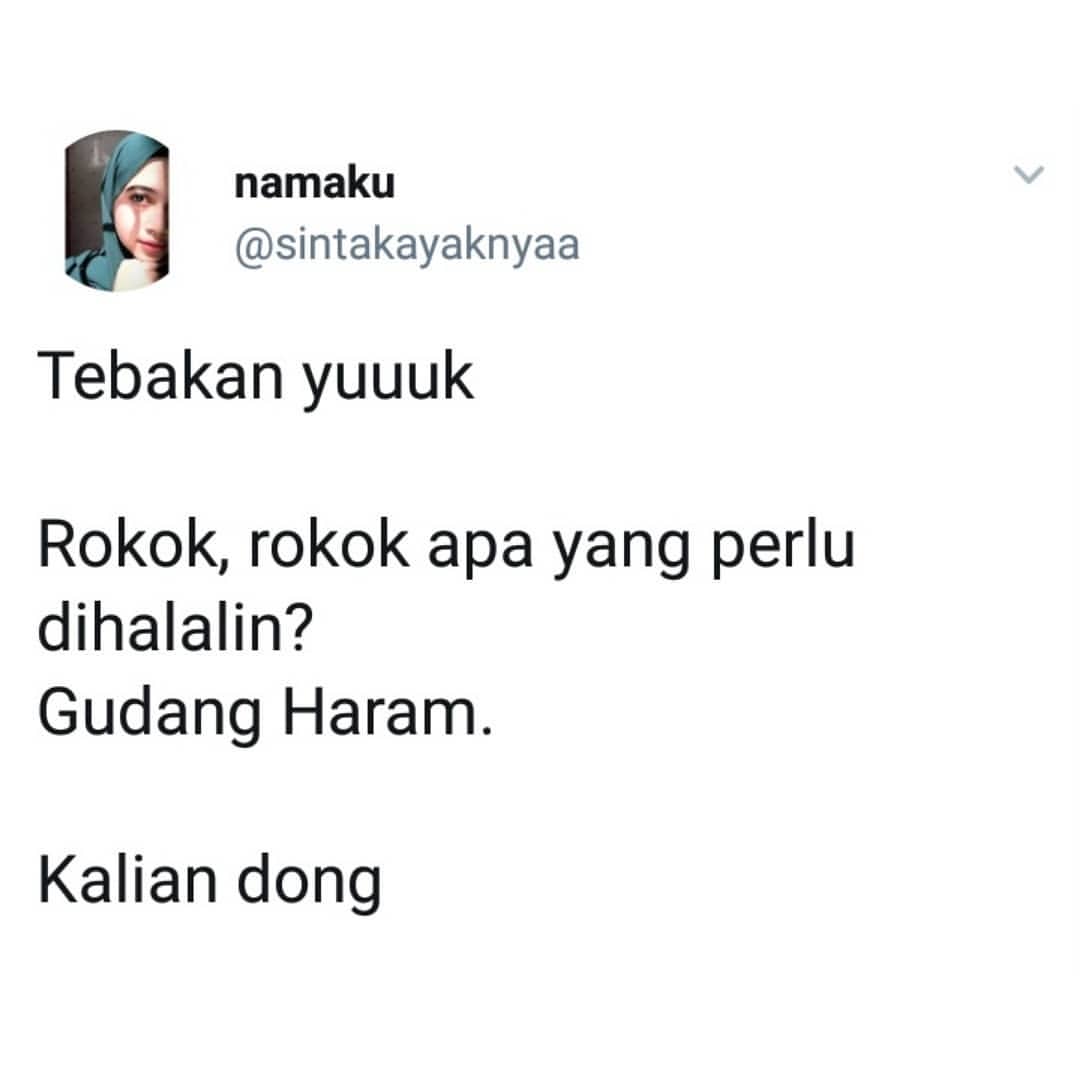 namaku
@sintakayaknyaa
Tebakan yuuuk
Rokok, rokok apa yang perlu
dihalalin?
Gudang Haram.
Kalian dong